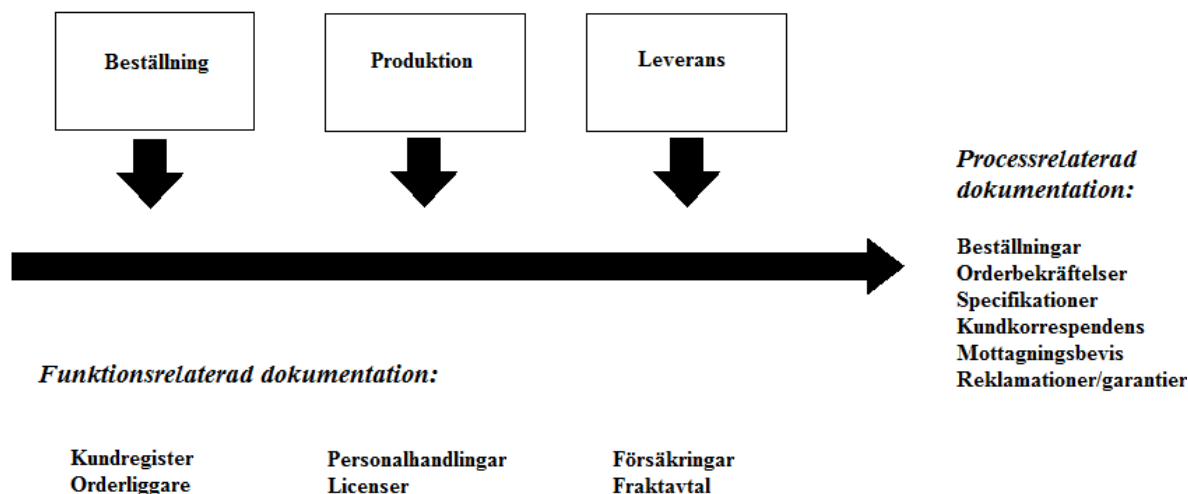 Beställning
Produktion
Leverans
Processrelaterad
dokumentation:
Beställningar
Orderbekräftelser
Specifikationer
Kundkorrespendens
Mottagningsbevis
Reklamationer/garantier
Funktionsrelaterad dokumentation:
Kundregister
Orderliggare
Personalhandlingar
Licenser
Försäkringar
Fraktavtal